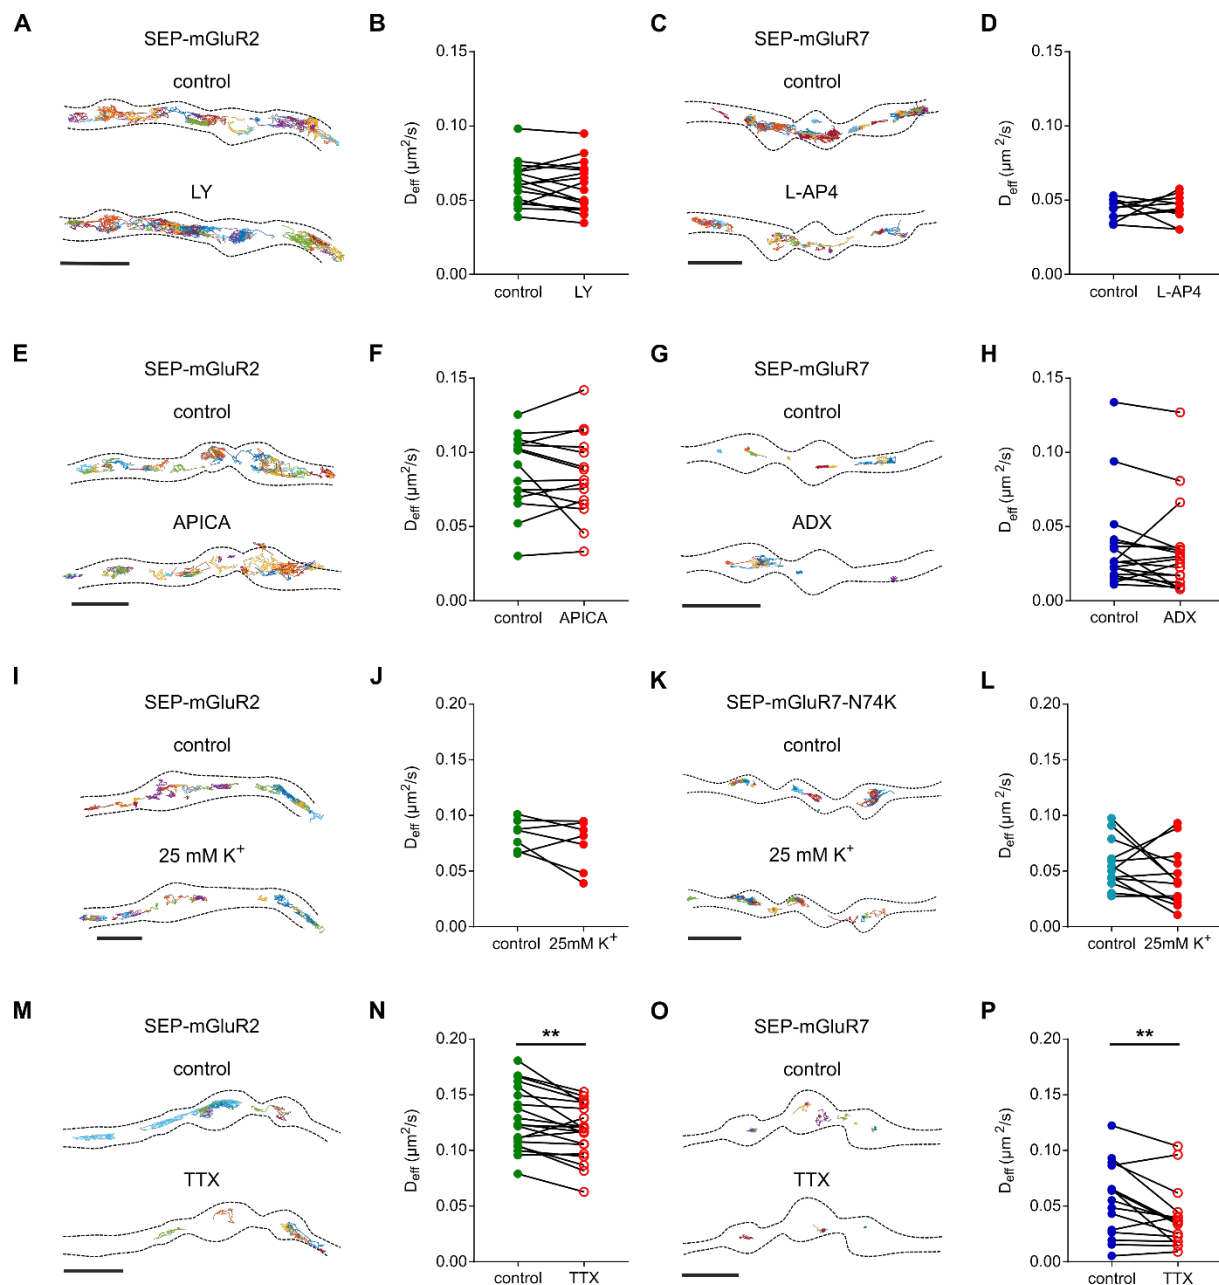 A
SEP-mGluR2
control
LY
B
0.15
0.10
0.05
0.00
Deff (µm2/s)
control LY
C
SEP-mGluR7
control
L-AP4
D
0.15
0.10
0.05
0.00
Deff (µm 2/s)
control L-AP4
E
SEP-mGluR2
control
APICA
F
0.15
0.10
0.05
0.00
Deff (µm2/s)
control APICA
G
SEP-mGluR7
control
ADX
H
0.15
0.10
0.05
0.00
Deff (µm 2/s)
control ADX
I
SEP-mGluR2
control
25 mM K+
J
0.20
0.15
0.10
0.05
0.00
Deff (µm2/s)
control 25mM K+
K
SEP-mGluR7-N74K
control
25 mM K+
L
0.20
0.15
0.10
0.05
0.00
Deff (µm2/s)
control 25mM K+
M
SEP-mGluR2
control
TTX
N
0.20
0.15
0.10
0.05
0.00
Deff (µm2/s)
**
control TTX
O
SEP-mGluR7
control
TTX
P
0.20
0.15
0.10
0.05
0.00
Deff (µm 2/s)
**
control TTX